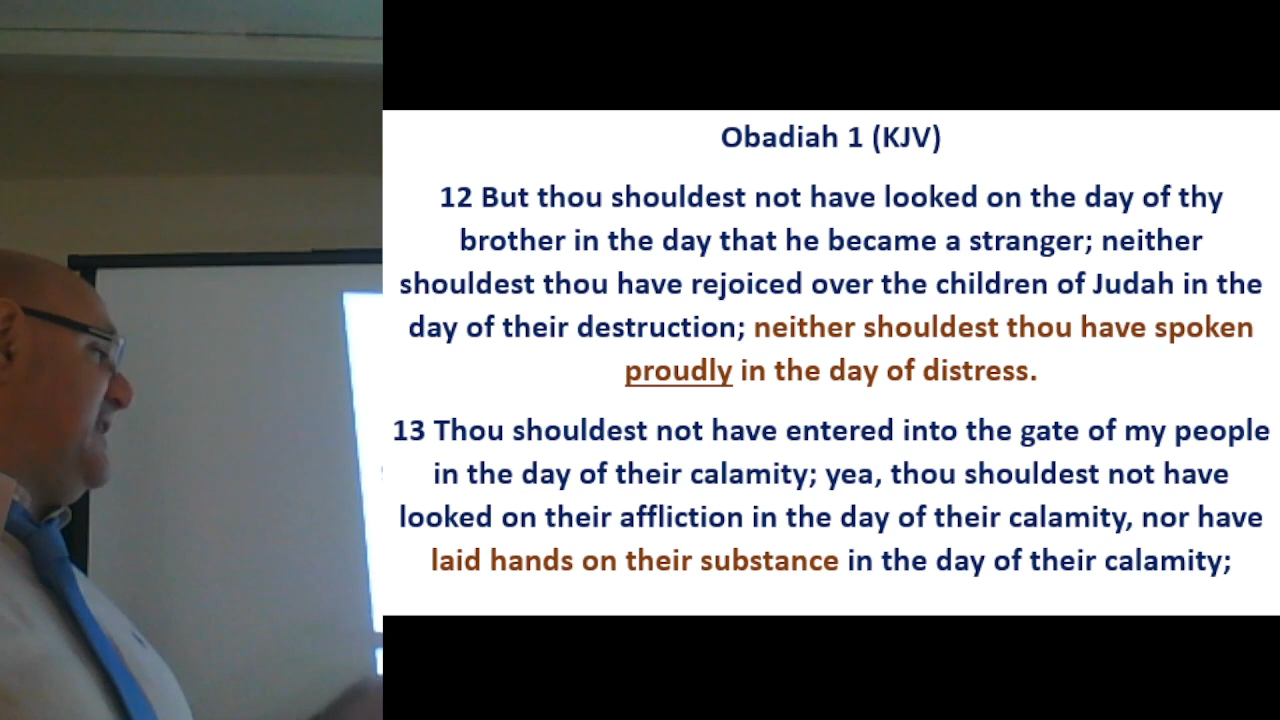 Obadiah 1 (KJV)
12 But thou shouldest not have looked on the day of thy
brother in the day that he became a stranger; neither
shouldest thou have rejoiced over the children of Judah in the
day of their destruction; neither shouldest thou have spoken
proudly in the day of distress.
13 Thou shouldest not have entered into the gate of my people
in the day of their calamity; yea, thou shouldest not have
looked on their affliction in the day of their calamity, nor have
laid hands on their substance in the day of their calamity;